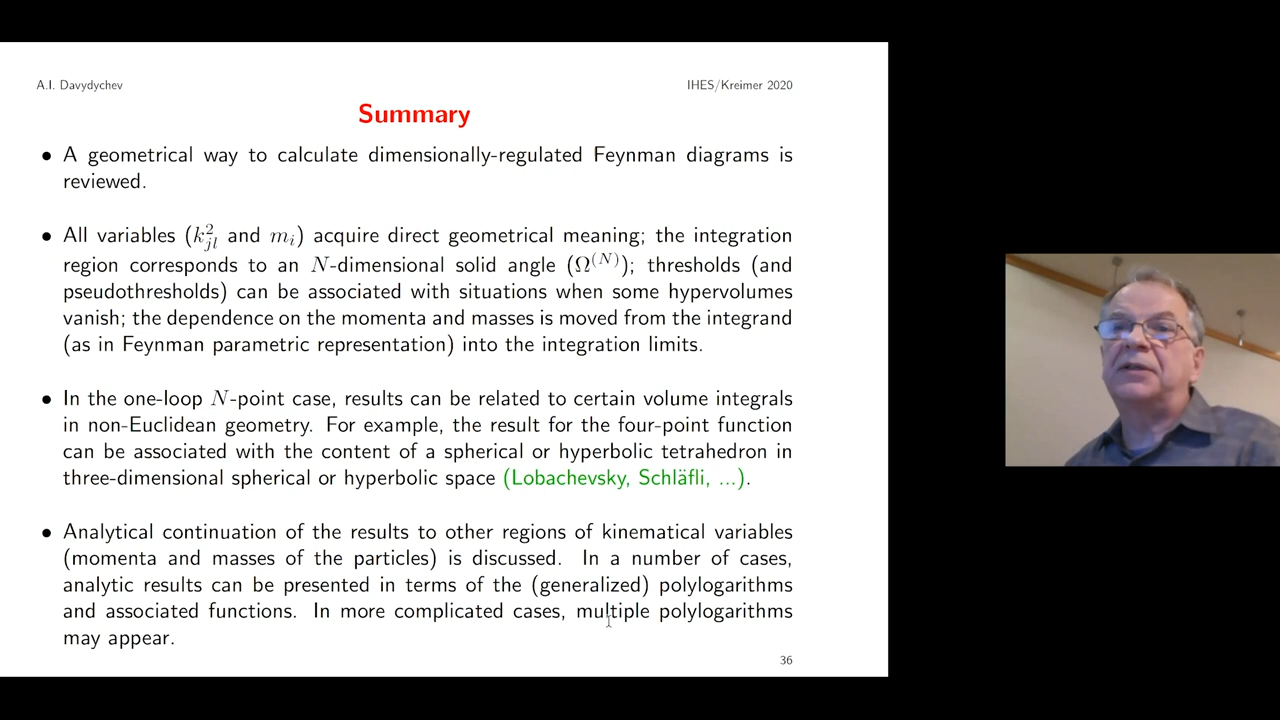 A.I. Davydychev
IHES/Kreimer 2020
Summary
• A geometrical way to calculate dimensionally-regulated Feynman diagrams is
reviewed.
• All variables (k²ⱼₗ and mᵢ) acquire direct geometrical meaning; the integration
region corresponds to an N-dimensional solid angle (Ω⁽ᴺ⁾); thresholds (and
pseudothresholds) can be associated with situations when some hypervolumes
vanish; the dependence on the momenta and masses is moved from the integrand
(as in Feynman parametric representation) into the integration limits.
• In the one-loop N-point case, results can be related to certain volume integrals
in non-Euclidean geometry. For example, the result for the four-point function
can be associated with the content of a spherical or hyperbolic tetrahedron in
three-dimensional spherical or hyperbolic space (Lobachevsky, Schläfli, ...).
• Analytical continuation of the results to other regions of kinematical variables
(momenta and masses of the particles) is discussed. In a number of cases,
analytic results can be presented in terms of the (generalized) polylogarithms
and associated functions. In more complicated cases, multiple polylogarithms
may appear.
36